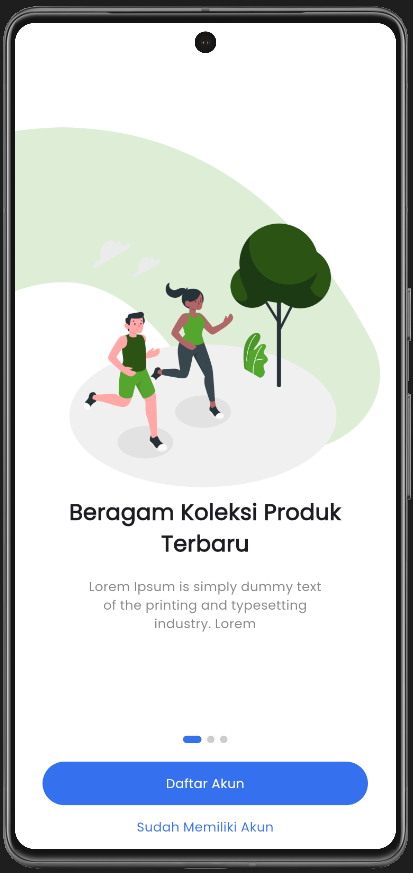 Beragam Koleksi Produk
Terbaru
Lorem Ipsum is simply dummy text
of the printing and typesetting
industry. Lorem
Daftar Akun
Sudah Memiliki Akun